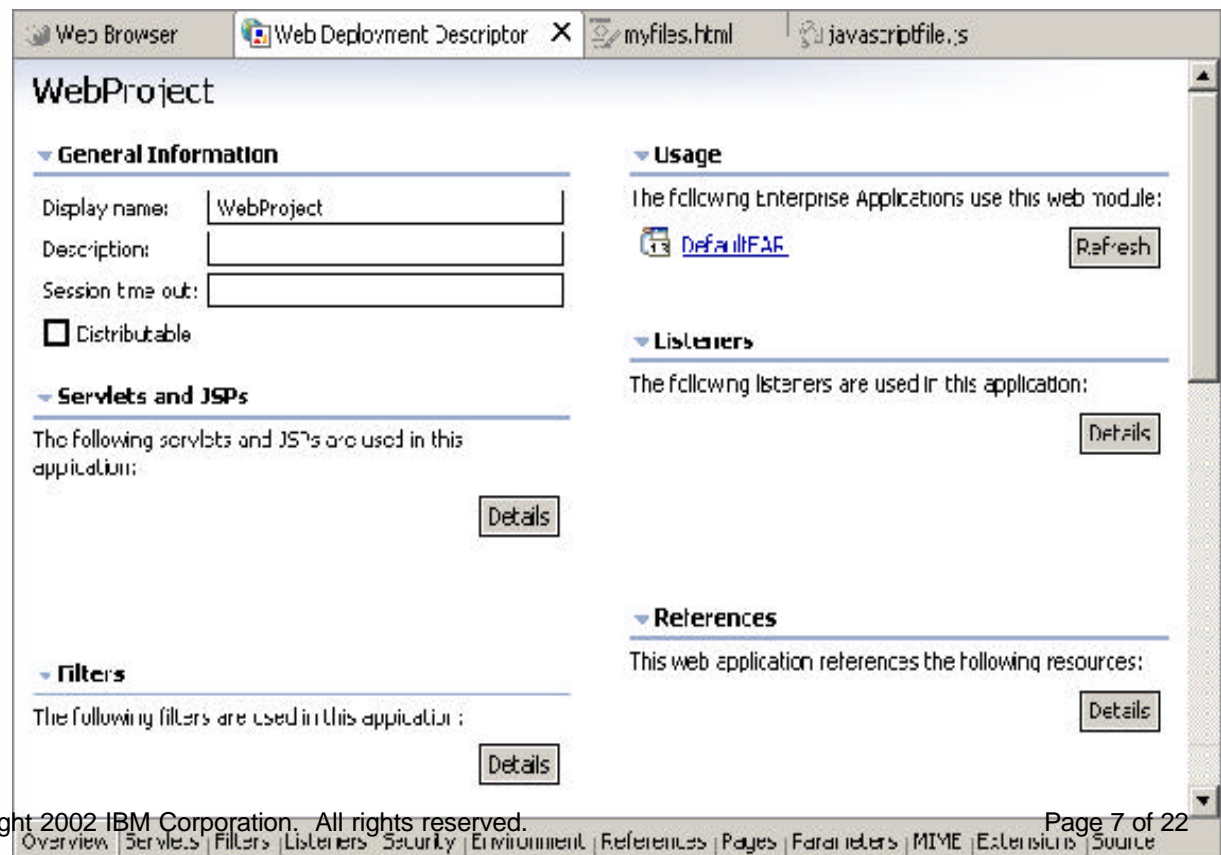 Web Browser
Web Deployment Descriptor
myfiles.html
javascriptfile.js
WebProject
General Information
Display name: WebProject
Description:
Session time out:
Distributable
Servlets and JSPs
The following servlets and JSPs are used in this
application:
Details
Filters
The following filters are used in this application:
Details
Usage
The following Enterprise Applications use this web module:
DefaultEAR
Refresh
Listeners
The following listeners are used in this application:
Details
References
This web application references the following resources:
Details
ght 2002 IBM Corporation. All rights reserved. Page 7 of 22
Overview Servlets Filters Listeners Security Environment References Pages Parameters MIME Extensions Source